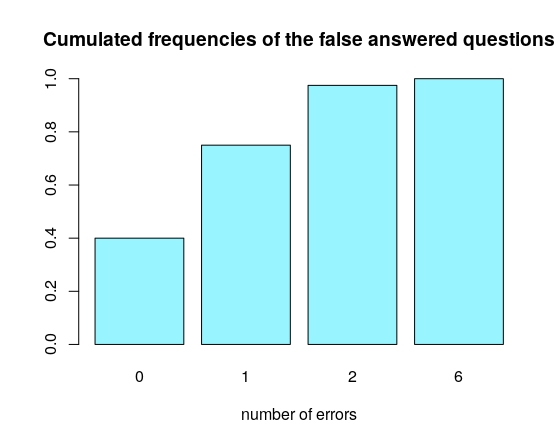 Cumulated frequencies of the false answered questions
1.0
0.8
0.6
0.4
0.2
0.0
0 1 2 6
number of errors